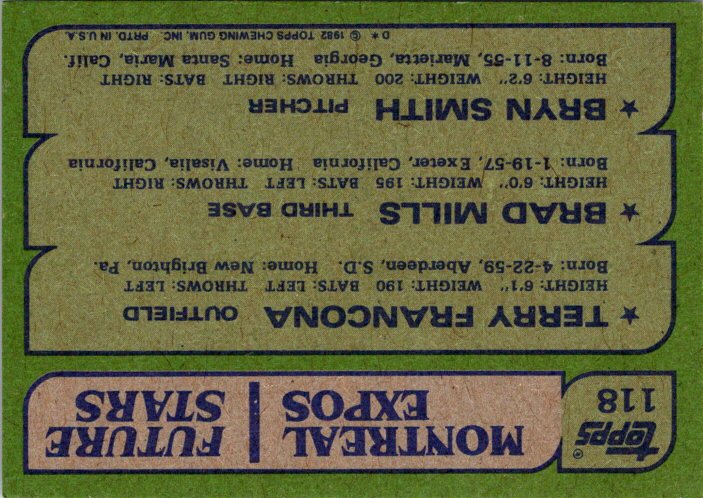 topps®
118
MONTREAL
EXPOS
FUTURE
STARS
★ TERRY FRANCONA OUTFIELD
HEIGHT: 6'1" WEIGHT: 190 BATS: LEFT THROWS: LEFT
Born: 4-22-59, Aberdeen, S.D. Home: New Brighton, Pa.
★ BRAD MILLS THIRD BASE
HEIGHT: 6'0" WEIGHT: 195 BATS: LEFT THROWS: RIGHT
Born: 1-19-57, Exeter, California Home: Visalia, California
★ BRYN SMITH PITCHER
HEIGHT: 6'2" WEIGHT: 200 THROWS: RIGHT BATS: RIGHT
Born: 8-11-55, Marietta, Georgia Home: Santa Maria, Calif.
D* © 1982 TOPPS CHEWING GUM, INC. PRTD. IN U.S.A.